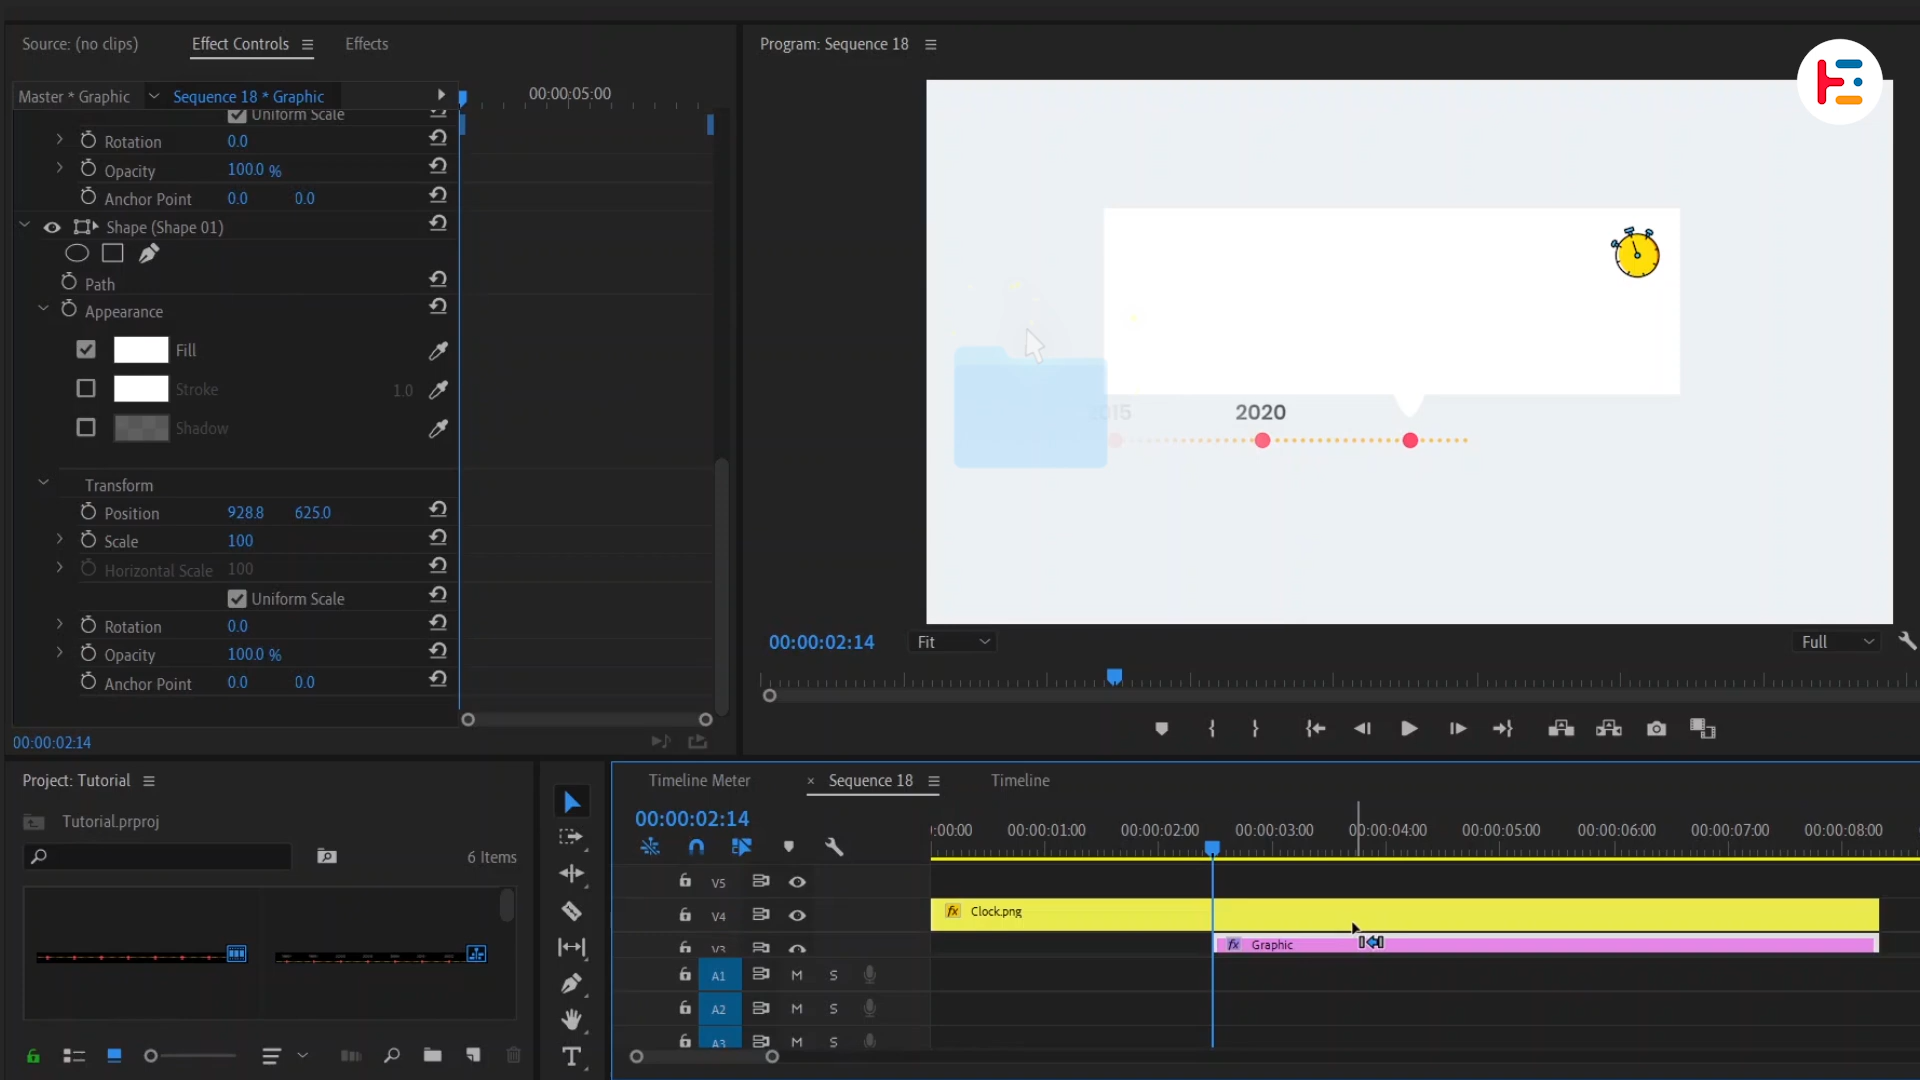 Source: (no clips)
Effect Controls
Effects
Program: Sequence 18
Master * Graphic
Sequence 18 * Graphic
00:00:05:00
Uniform Scale
Rotation 0.0
Opacity 100.0 %
Anchor Point 0.0 0.0
Shape (Shape 01)
Path
Appearance
Fill
Stroke 1.0
Shadow
Transform
Position 928.8 625.0
Scale 100
Horizontal Scale 100
Uniform Scale
Rotation 0.0
Opacity 100.0 %
Anchor Point 0.0 0.0
00:00:02:14
2015
2020
00:00:02:14
Fit
Full
Project: Tutorial
Tutorial.prproj
6 Items
Timeline Meter
× Sequence 18
Timeline
00:00:02:14
:00:00 00:00:01:00 00:00:02:00 00:00:03:00 00:00:04:00 00:00:05:00 00:00:06:00 00:00:07:00 00:00:08:00
V5
V4
fx Clock.png
V3
fx Graphic
A1 M S
A2 M S
A3 M S